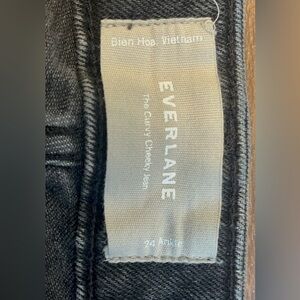 Bien Hoa, Vietnam
EVERLANE
The Curvy Cheeky Jean
24 Ankle